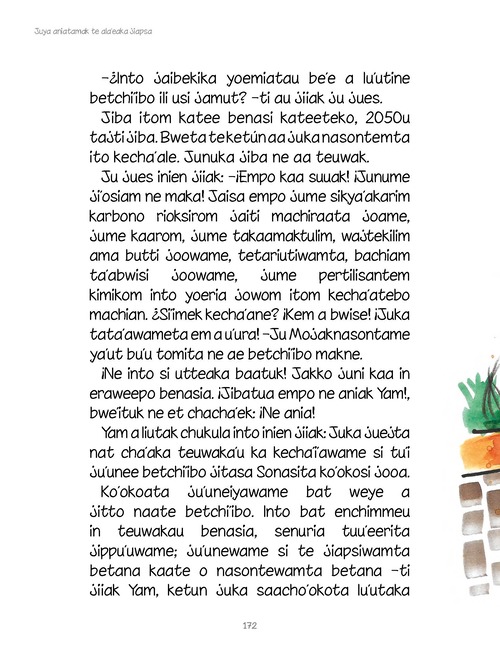 Juya aniatamak te ala'eaka jiapsa
–¿Into jaibekika yoemiatau be'e a lu'utine
betchi'ibo ili usi jamut? –ti au jiiak ju jues.
Jiba itom katee benasi kateeteko, 2050u
tajti jiba. Bweta te ketún aa juka nasontemta
ito kecha'ale. Junuka jiba ne aa teuwak.
Ju jues inien jiiak: –¡Empo kaa suuak! ¡Junume
ji'osiam ne maka! Jaisa empo jume sikya'akarim
karbono rioksirom jaiti machiraata joame,
jume kaarom, jume takaamaktulim, wajtekilim
ama butti joowame, tetariutiwamta, bachiam
ta'abwisi joowame, jume pertilisantem
kimikom into yoeria jowom itom kecha'atebo
machian. ¿Si'imek kecha'ane? ¡Kem a bwise! ¡Juka
tata'awameta em a u'ura! –Ju Mojaknasontame
ya'ut bu'u tomita ne ae betchi'ibo makne.
¡Ne into si utteaka baatuk! Jakko juni kaa in
eraweepo benasia. ¡Jibatua empo ne aniak Yam!,
bwe'ituk ne et chacha'ek: ¡Ne ania!
Yam a liutak chukula into inien jiiak: Juka juejta
nat cha'aka teuwaka'u ka kecha'i'awame si tu'i
ju'unee betchi'ibo jitasa Sonasita ko'okosi jooa.
Ko'okoata ju'uneiyawame bat weye a
jitto naate betchi'ibo. Into bat enchimmeu
in teuwakau benasia, senuria tuu'eerita
jippu'uwame; ju'unewame si te jiapsiwamta
betana kaate o nasontewamta betana –ti
jiiak Yam, ketun juka saacho'okota lu'utaka
172